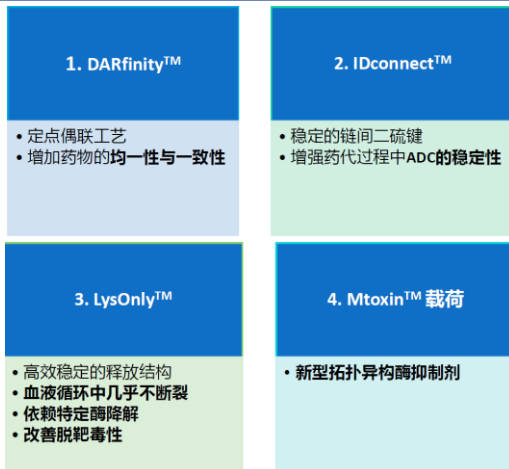 1. DARfinity™
• 定点偶联工艺
• 增加药物的均一性与一致性
2. IDconnect™
• 稳定的链间二硫键
• 增强药代过程中ADC的稳定性
3. LysOnly™
• 高效稳定的释放结构
• 血液循环中几乎不断裂
• 依赖特定酶降解
• 改善脱靶毒性
4. Mtoxin™ 载荷
• 新型拓扑异构酶抑制剂